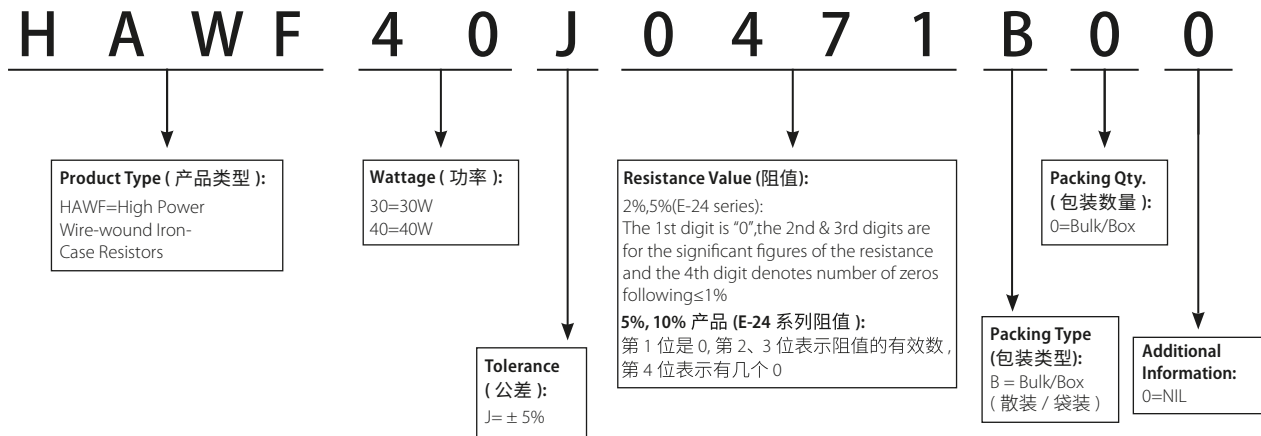 H A W F 4 0 J 0 4 7 1 B 0 0
Product Type ( 产品类型 ):
HAWF=High Power
Wire-wound Iron-
Case Resistors
Wattage ( 功率 ):
30=30W
40=40W
Tolerance
( 公差 ):
J= ± 5%
Resistance Value (阻值):
2%,5%(E-24 series):
The 1st digit is “0”,the 2nd & 3rd digits are
for the significant figures of the resistance
and the 4th digit denotes number of zeros
following≤1%
5%, 10% 产品 (E-24 系列阻值 ):
第 1 位是 0, 第 2、3 位表示阻值的有效数 ,
第 4 位表示有几个 0
Packing Type
(包装类型):
B = Bulk/Box
( 散装 / 袋装 )
Packing Qty.
( 包装数量 ):
0=Bulk/Box
Additional
Information:
0=NIL